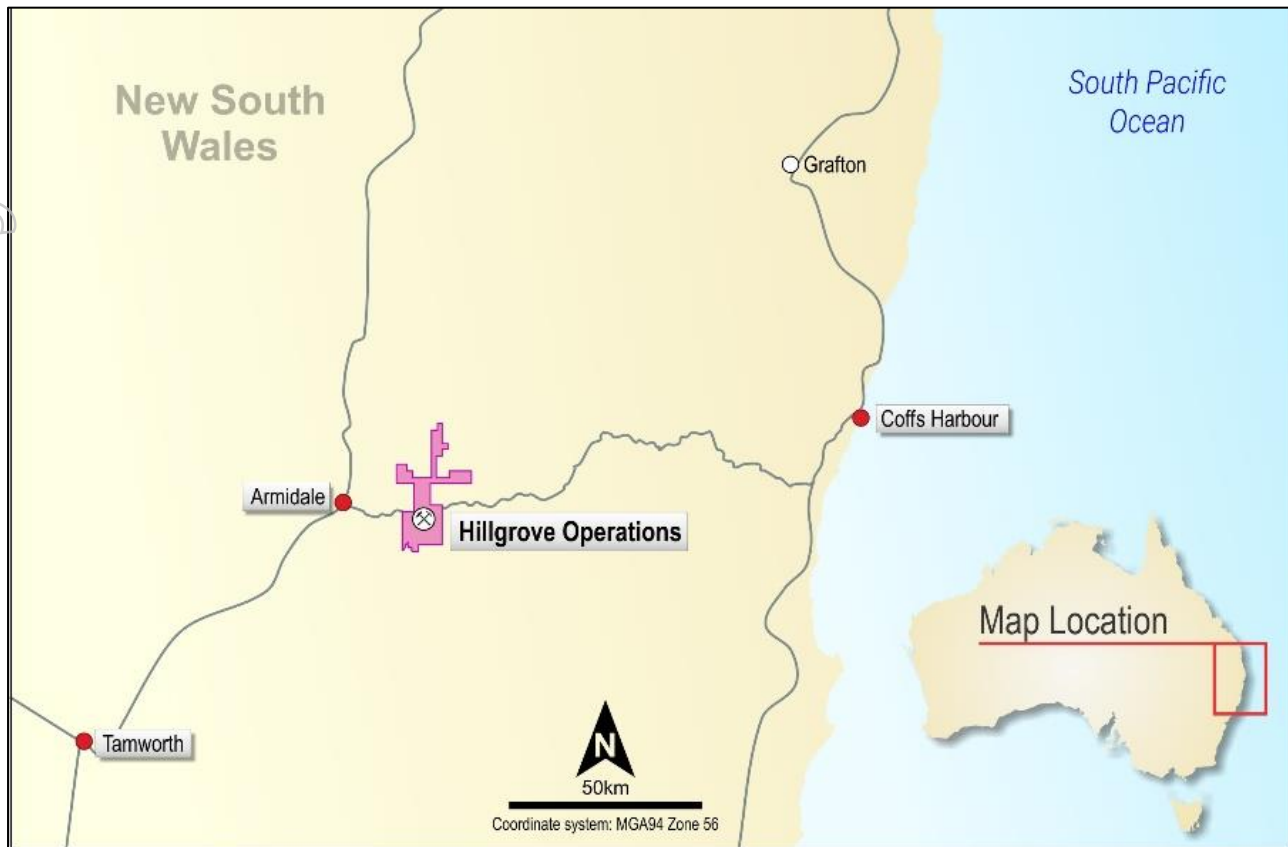 New South
Wales
South Pacific
Ocean
Grafton
Coffs Harbour
Armidale
Hillgrove Operations
Map Location
Tamworth
N
50km
Coordinate system: MGA94 Zone 56